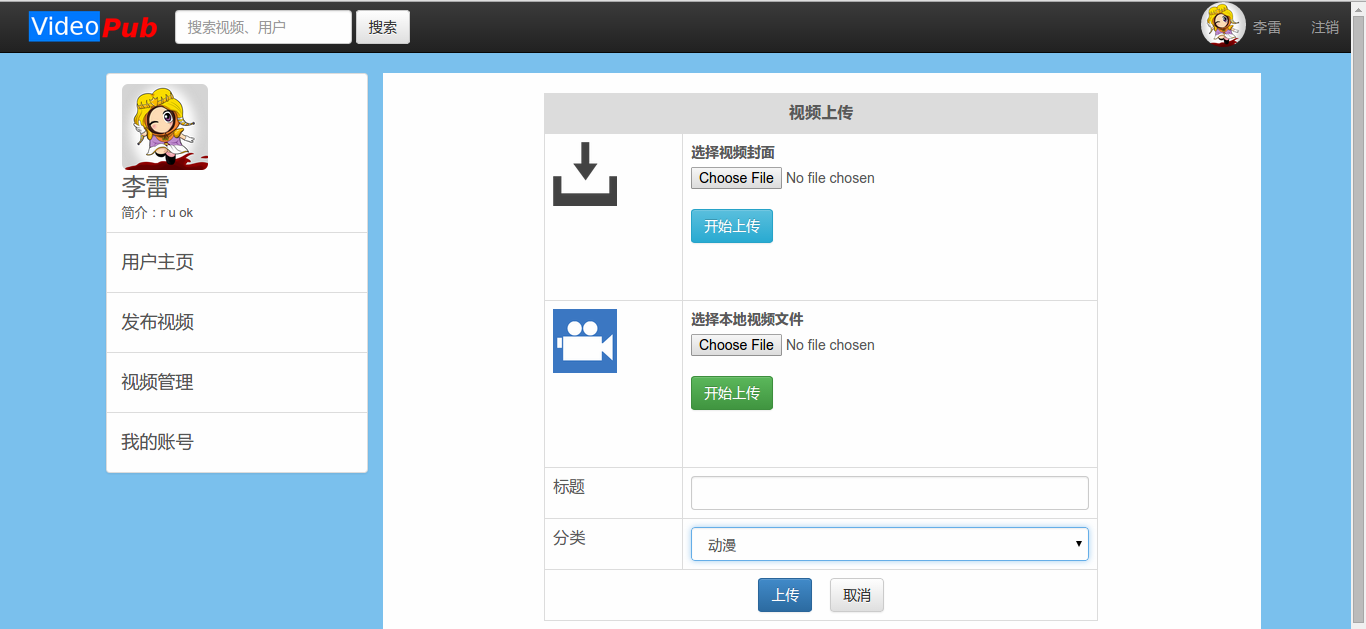 VideoPub 搜索视频、用户 搜索 李雷 注销
李雷
简介：r u ok
用户主页
发布视频
视频管理
我的账号
视频上传
选择视频封面
Choose File No file chosen
开始上传
选择本地视频文件
Choose File No file chosen
开始上传
标题
分类 动漫
上传 取消